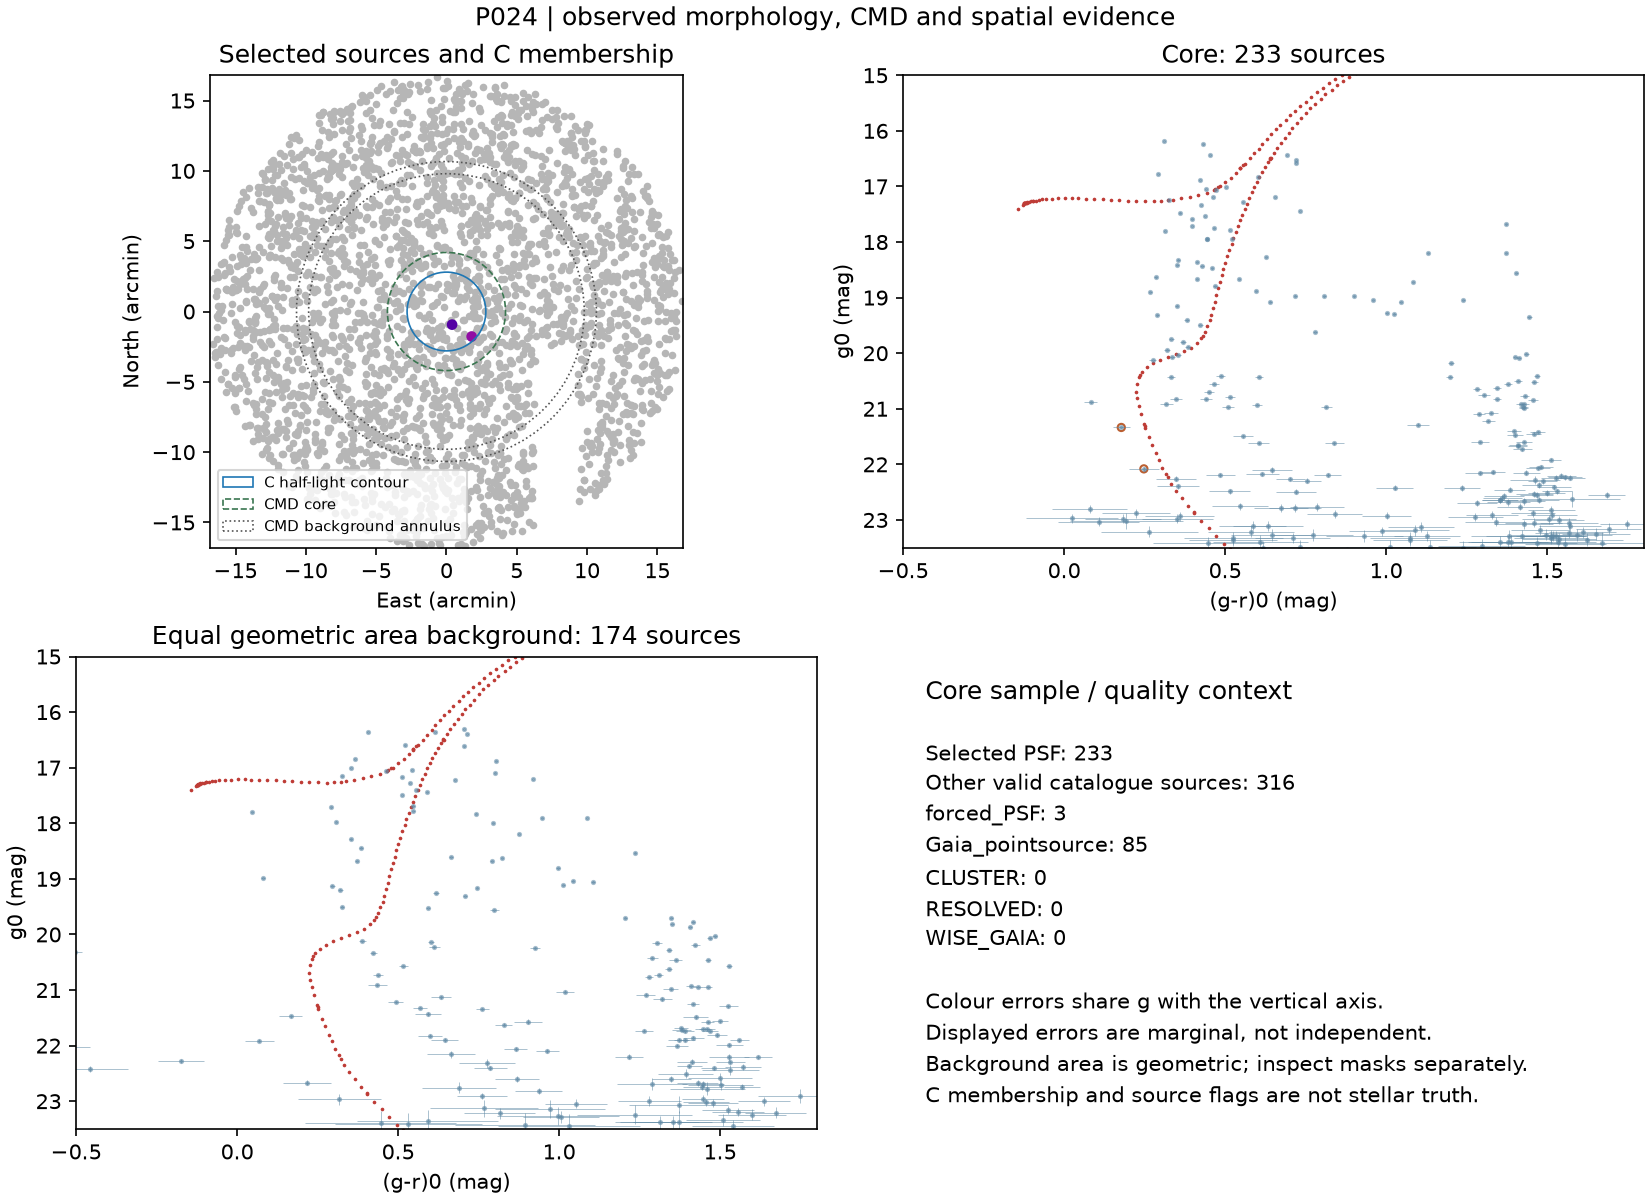 P024 | observed morphology, CMD and spatial evidence
Selected sources and C membership
15
10
5
0
−5
−10
−15
North (arcmin)
C half-light contour
CMD core
CMD background annulus
−15
−10
−5
0
5
10
15
East (arcmin)
Core: 233 sources
15
16
17
18
19
20
21
22
23
g0 (mag)
−0.5
0.0
0.5
1.0
1.5
(g-r)0 (mag)
Equal geometric area background: 174 sources
15
16
17
18
19
20
21
22
23
g0 (mag)
−0.5
0.0
0.5
1.0
1.5
(g-r)0 (mag)
Core sample / quality context
Selected PSF: 233
Other valid catalogue sources: 316
forced_PSF: 3
Gaia_pointsource: 85
CLUSTER: 0
RESOLVED: 0
WISE_GAIA: 0
Colour errors share g with the vertical axis.
Displayed errors are marginal, not independent.
Background area is geometric; inspect masks separately.
C membership and source flags are not stellar truth.